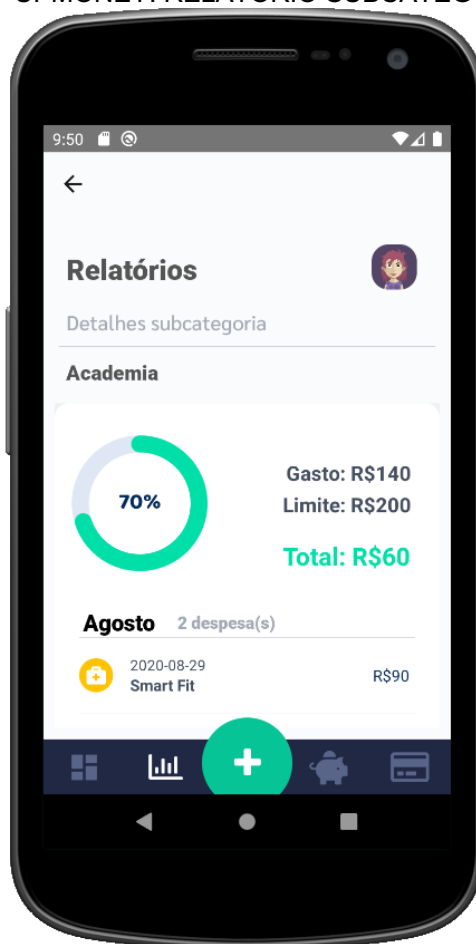 9:50
Relatórios
Detalhes subcategoria
Academia
70%
Gasto: R$140
Limite: R$200
Total: R$60
Agosto 2 despesa(s)
2020-08-29
Smart Fit
R$90